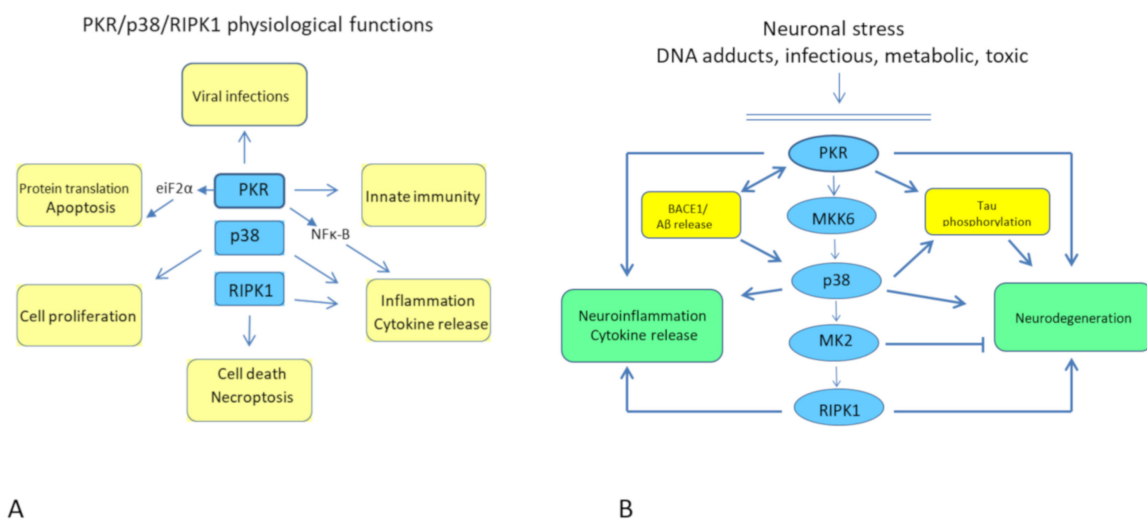 PKR/p38/RIPK1 physiological functions
Viral infections
Protein translation
Apoptosis
eiF2α
PKR
Innate immunity
p38
NFκ-B
RIPK1
Cell proliferation
Inflammation
Cytokine release
Cell death
Necroptosis
A
Neuronal stress
DNA adducts, infectious, metabolic, toxic
PKR
BACE1/
Aβ release
MKK6
Tau
phosphorylation
p38
Neuroinflammation
Cytokine release
Neurodegeneration
MK2
RIPK1
B